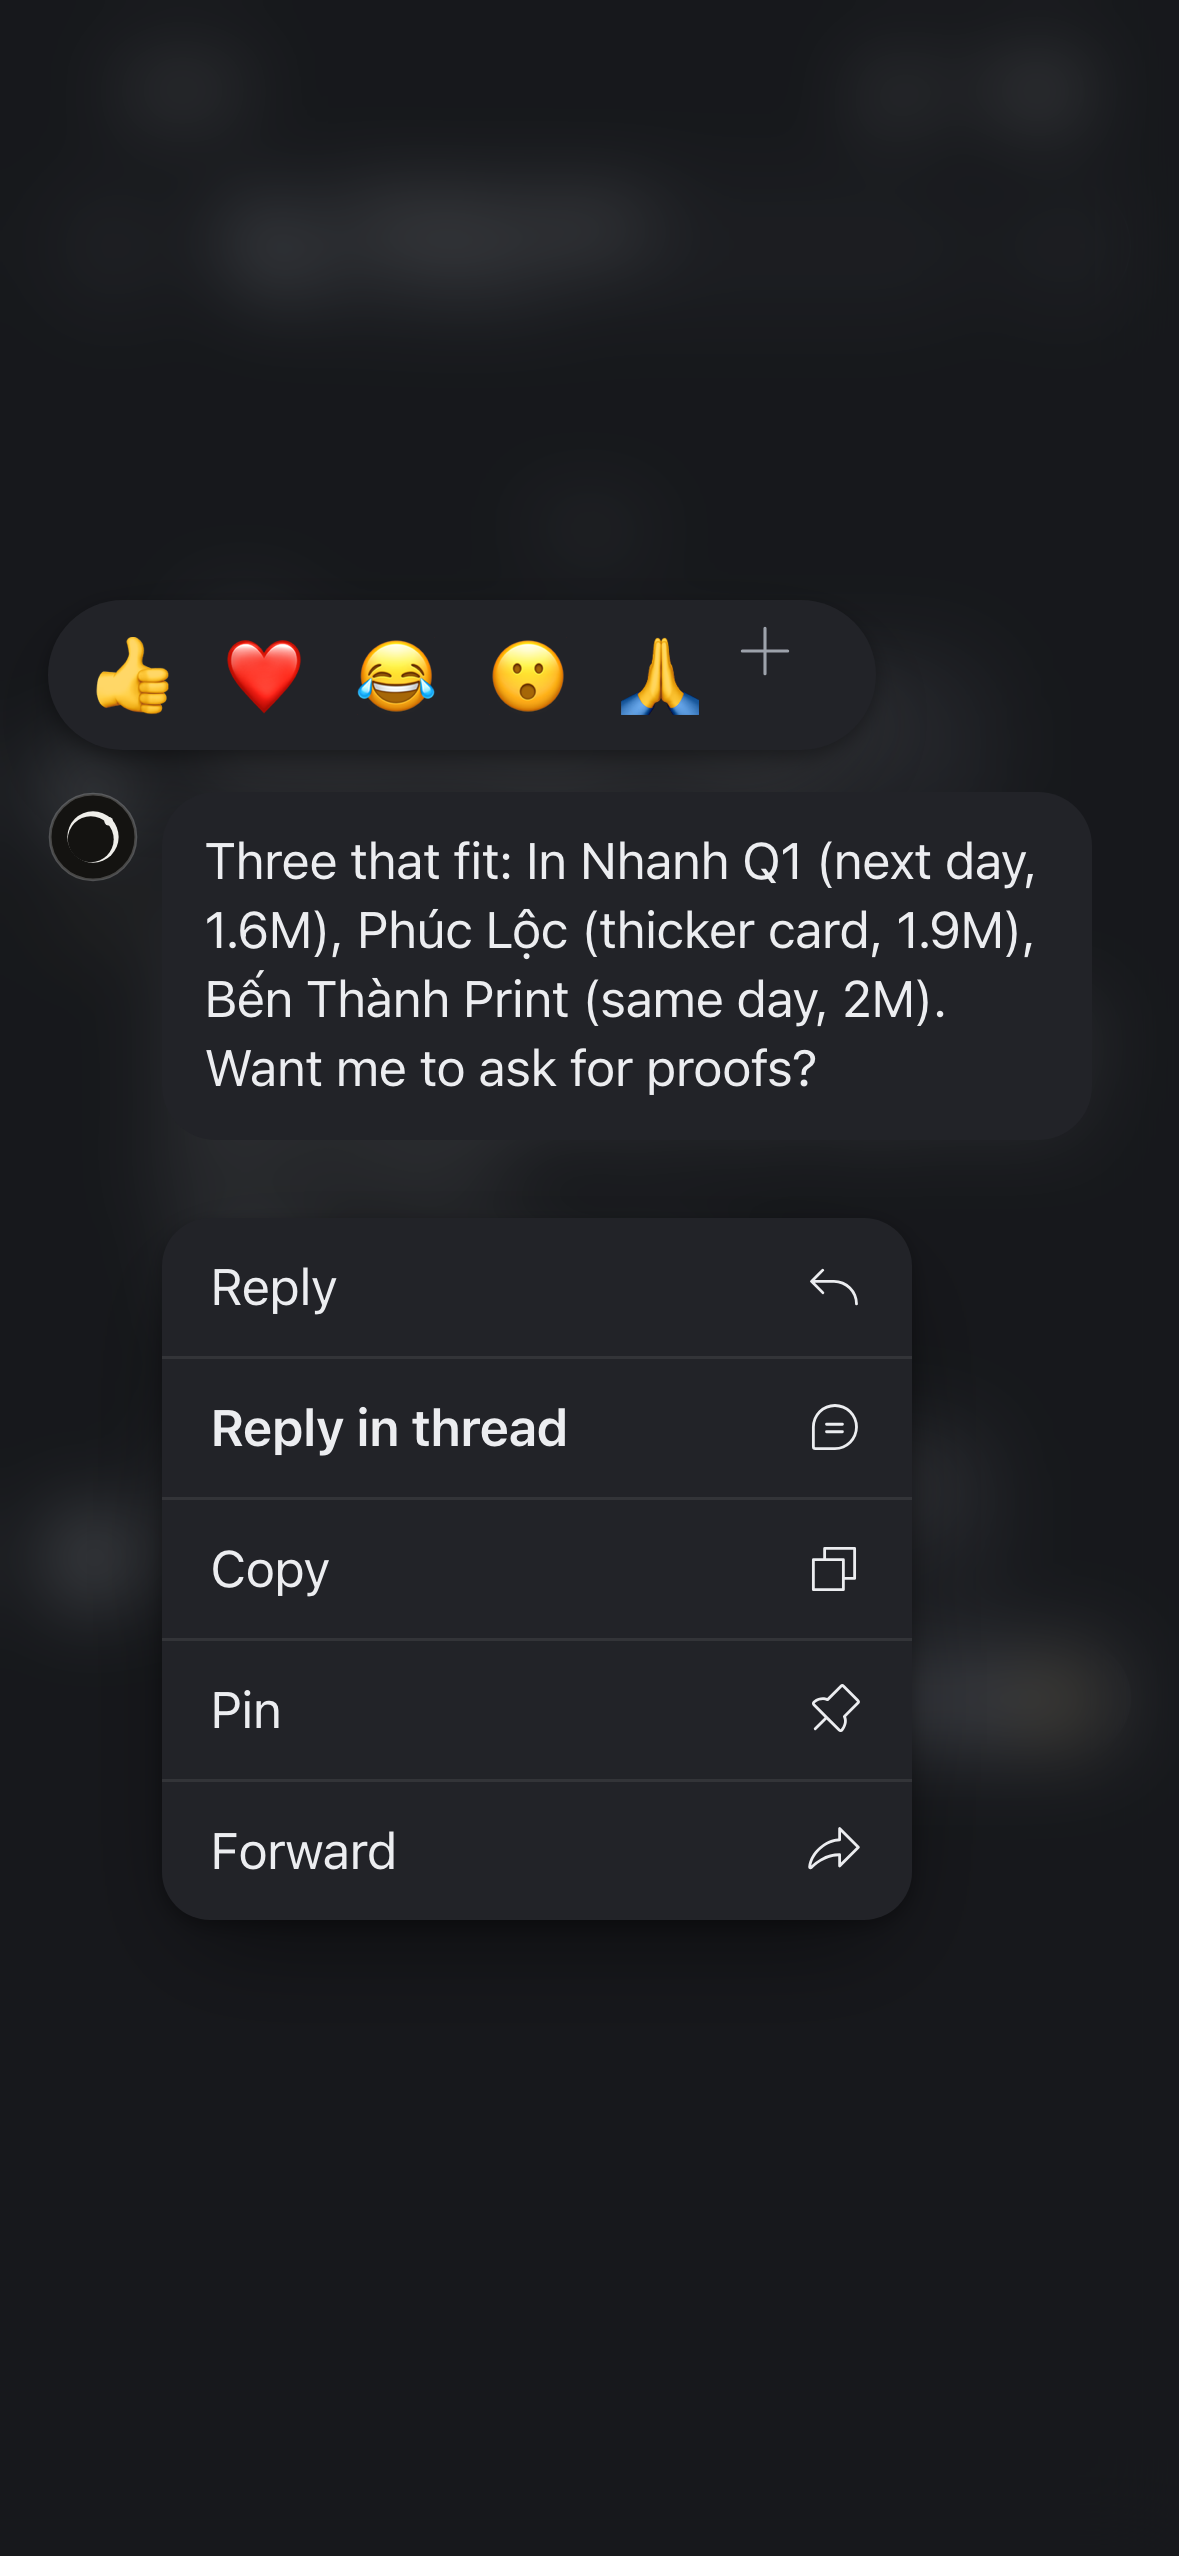 Three that fit: In Nhanh Q1 (next day,
1.6M), Phúc Lộc (thicker card, 1.9M),
Bến Thành Print (same day, 2M).
Want me to ask for proofs?
Reply
Reply in thread
Copy
Pin
Forward